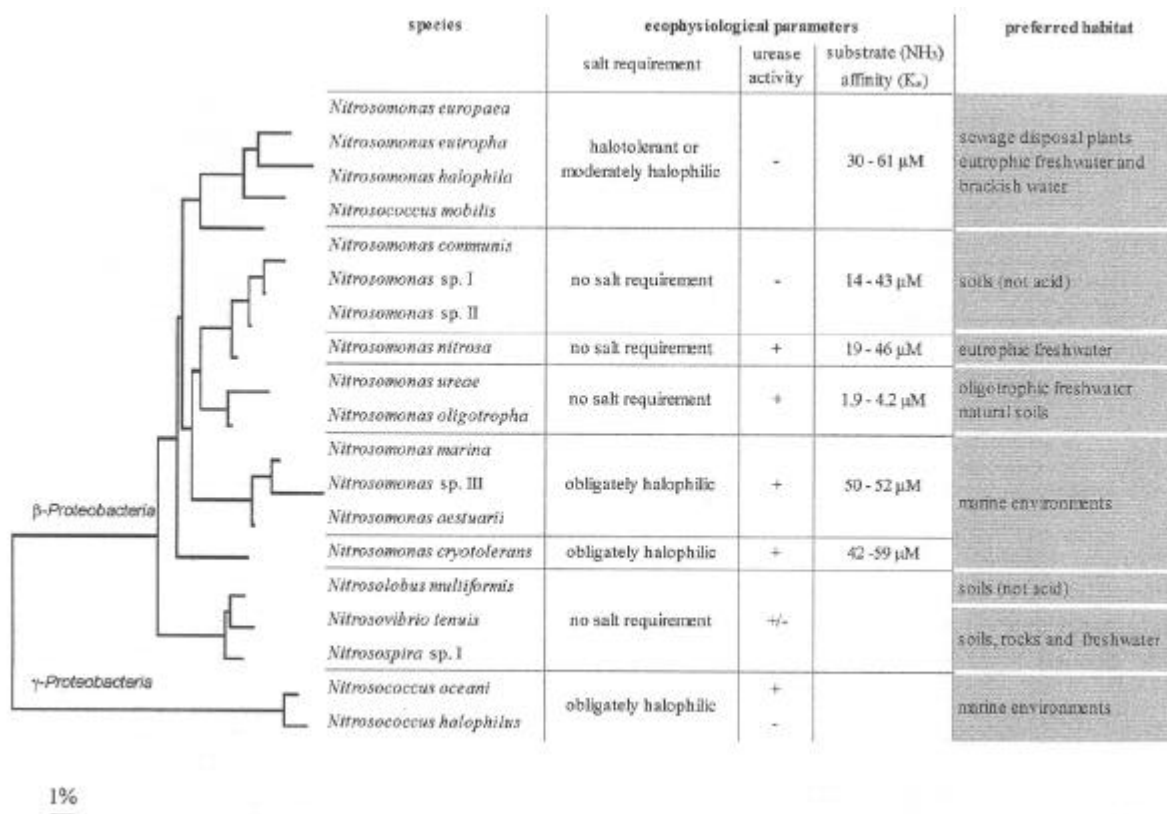 species
ecophysiological parameters
preferred habitat
salt requirement
urease
activity
substrate (NH₃)
affinity (Kₛ)
Nitrosomonas europaea
Nitrosomonas eutropha
Nitrosomonas halophila
Nitrosococcus mobilis
halotolerant or
moderately halophilic
-
30 - 61 µM
sewage disposal plants
eutrophic freshwater and
brackish water
Nitrosomonas communis
Nitrosomonas sp. I
Nitrosomonas sp. II
no salt requirement
-
14 - 43 µM
soils (not acid)
Nitrosomonas nitrosa
no salt requirement
+
19 - 46 µM
eutrophic freshwater
Nitrosomonas ureae
Nitrosomonas oligotropha
no salt requirement
+
1.9 - 4.2 µM
oligotrophic freshwater
natural soils
Nitrosomonas marina
Nitrosomonas sp. III
Nitrosomonas aestuarii
obligately halophilic
+
50 - 52 µM
marine environments
Nitrosomonas cryotolerans
obligately halophilic
+
42 -59 µM
Nitrosolobus multiformis
Nitrosovibrio tenuis
Nitrosospira sp. I
no salt requirement
+/-
soils (not acid)
soils, rocks and freshwater
Nitrosococcus oceani
Nitrosococcus halophilus
obligately halophilic
+
-
marine environments
β-Proteobacteria
γ-Proteobacteria
1%